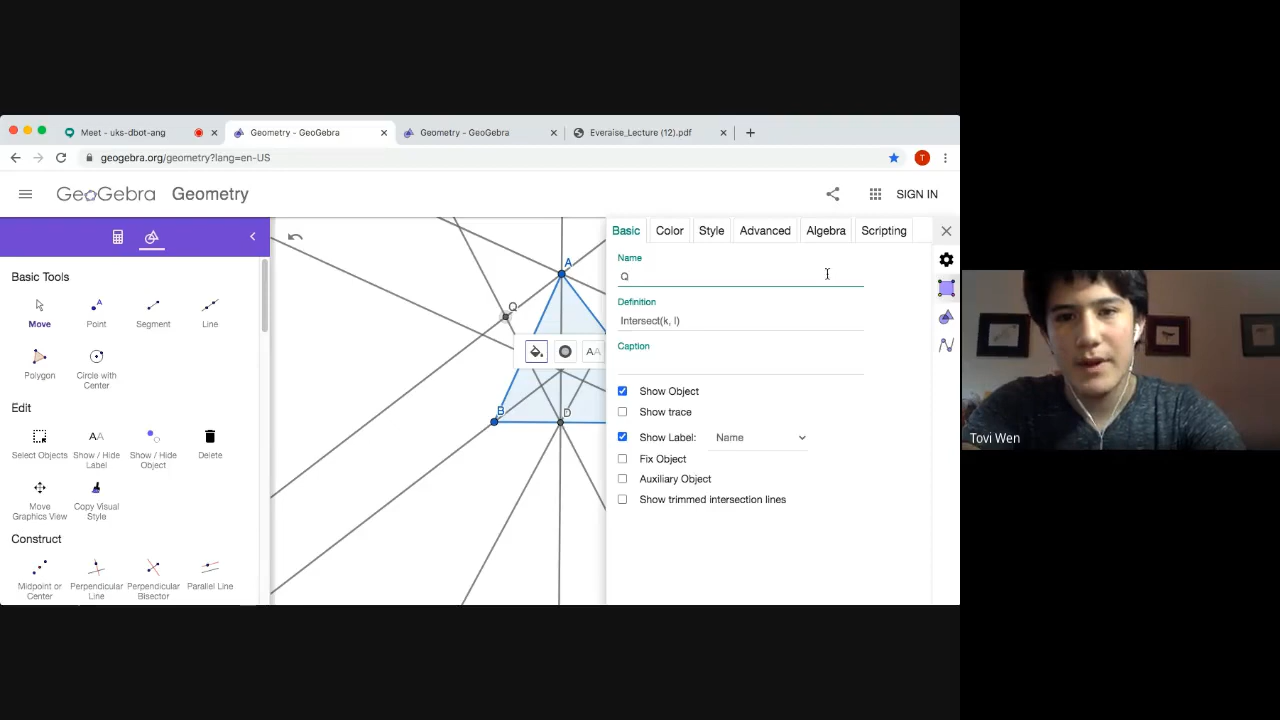 Meet - uks-dbot-ang
Geometry - GeoGebra
Geometry - GeoGebra
Everaise_Lecture (12).pdf
geogebra.org/geometry?lang=en-US
T
GeoGebra Geometry
SIGN IN
Basic Tools
Move
Point
Segment
Line
Polygon
Circle with
Center
Edit
Select Objects
AA
Show / Hide
Label
Show / Hide
Object
Delete
Move
Graphics View
Copy Visual
Style
Construct
Midpoint or
Center
Perpendicular
Line
Perpendicular
Bisector
Parallel Line
A
Q
AA
B
D
Basic
Color
Style
Advanced
Algebra
Scripting
Name
Q
Definition
Intersect(k, l)
Caption
Show Object
Show trace
Show Label:
Name
Fix Object
Auxiliary Object
Show trimmed intersection lines
Tovi Wen